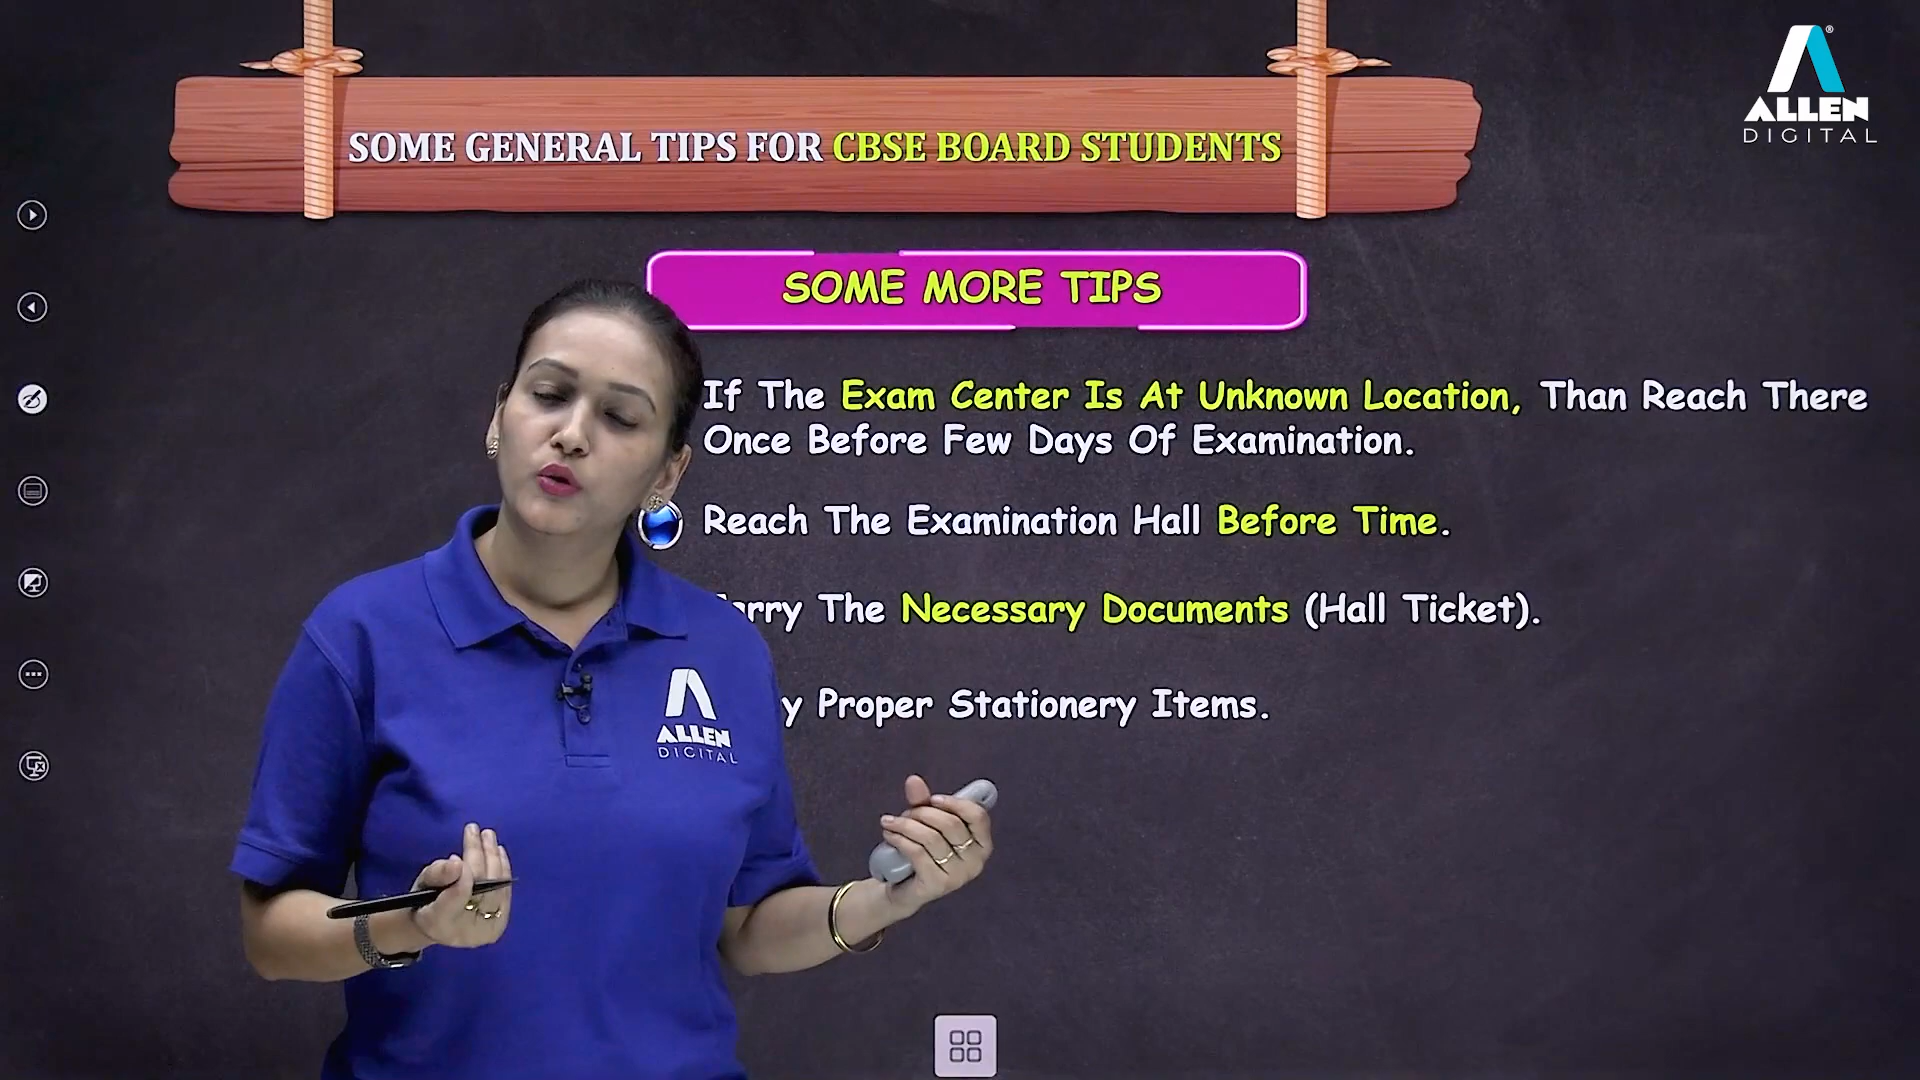 ALLEN
DIGITAL
SOME GENERAL TIPS FOR CBSE BOARD STUDENTS
SOME MORE TIPS
If The Exam Center Is At Unknown Location, Than Reach There
Once Before Few Days Of Examination.
Reach The Examination Hall Before Time.
The Necessary Documents (Hall Ticket).
Proper Stationery Items.
ALLEN
DIGITAL